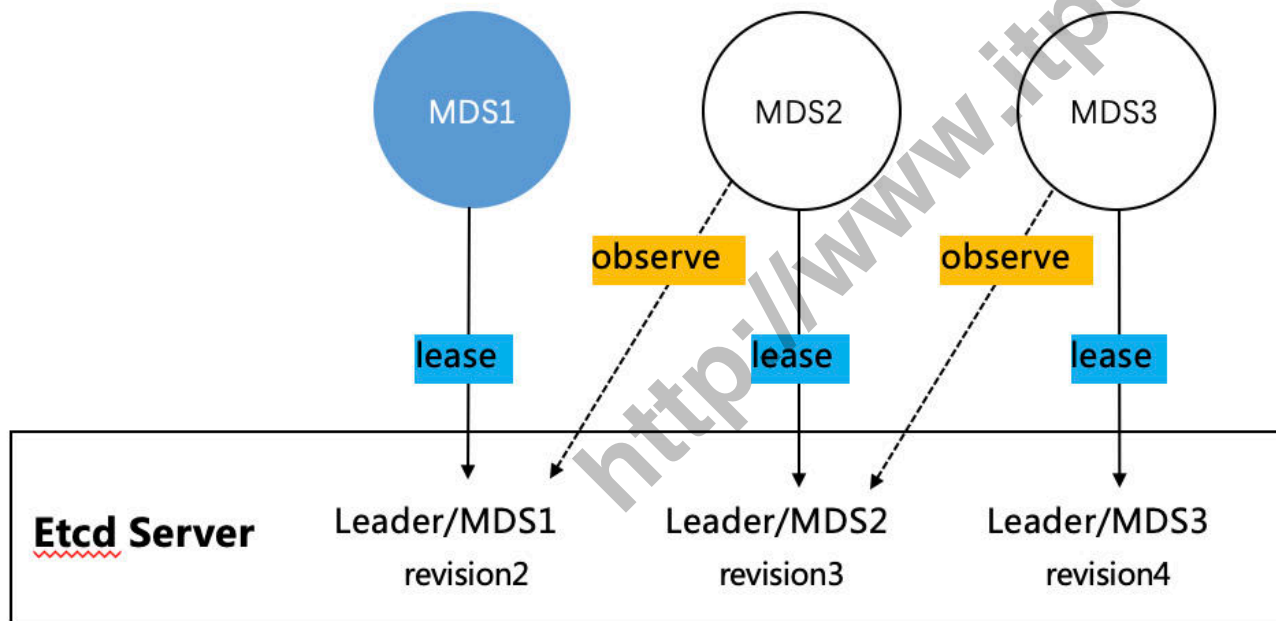 MDS1
MDS2
MDS3
observe
observe
lease
lease
lease
Etcd Server
Leader/MDS1
Leader/MDS2
Leader/MDS3
revision2
revision3
revision4
http://www.itp